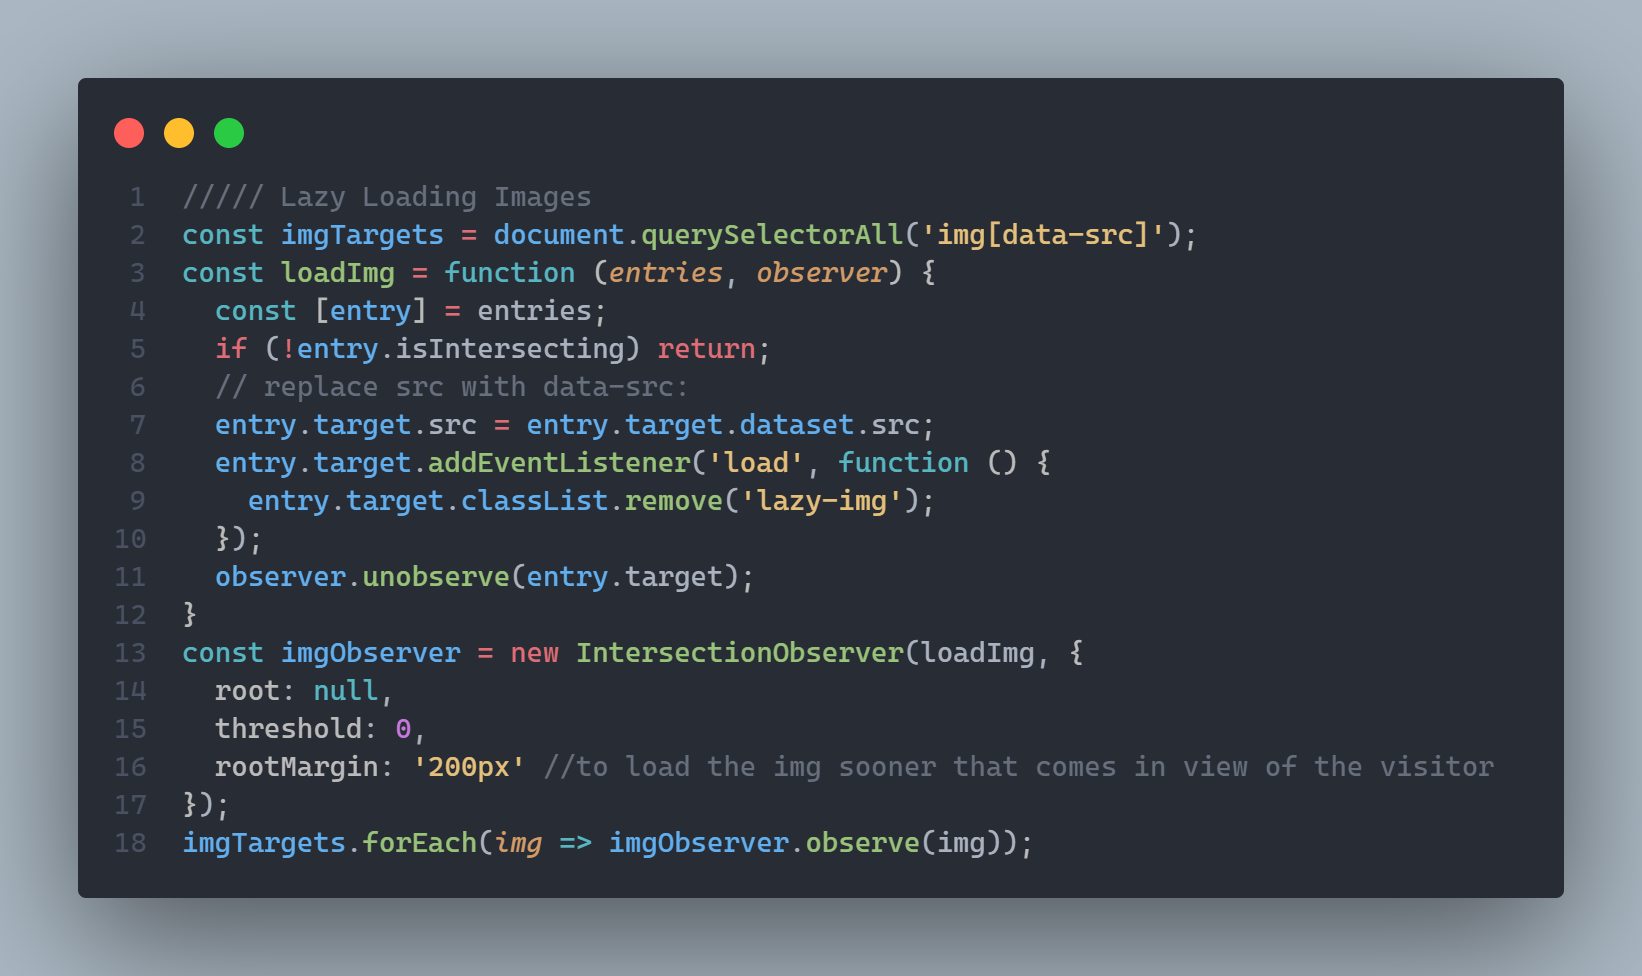 1 ///// Lazy Loading Images
2 const imgTargets = document.querySelectorAll('img[data-src]');
3 const loadImg = function (entries, observer) {
4   const [entry] = entries;
5   if (!entry.isIntersecting) return;
6   // replace src with data-src:
7   entry.target.src = entry.target.dataset.src;
8   entry.target.addEventListener('load', function () {
9     entry.target.classList.remove('lazy-img');
10   });
11   observer.unobserve(entry.target);
12 }
13 const imgObserver = new IntersectionObserver(loadImg, {
14   root: null,
15   threshold: 0,
16   rootMargin: '200px' //to load the img sooner that comes in view of the visitor
17 });
18 imgTargets.forEach(img => imgObserver.observe(img));